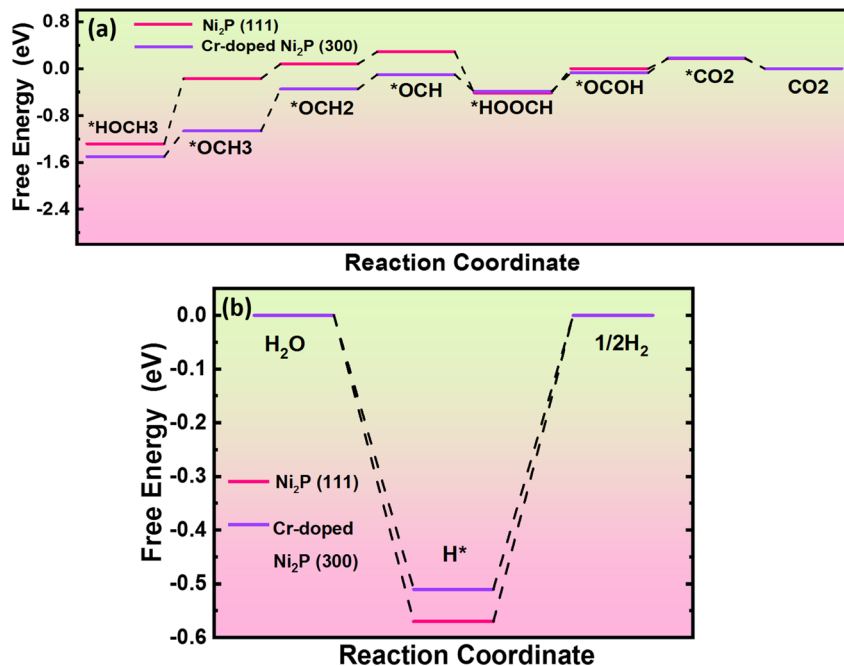 (a)
Ni₂P (111)
Cr-doped Ni₂P (300)
Free Energy (eV)
0.8
0.0
-0.8
-1.6
-2.4
*HOCH3
*OCH3
*OCH2
*OCH
*HOOCH
*OCOH
*CO2
CO2
Reaction Coordinate
(b)
Free Energy (eV)
0.0
-0.1
-0.2
-0.3
-0.4
-0.5
-0.6
H₂O
1/2H₂
Ni₂P (111)
Cr-doped
Ni₂P (300)
H*
Reaction Coordinate